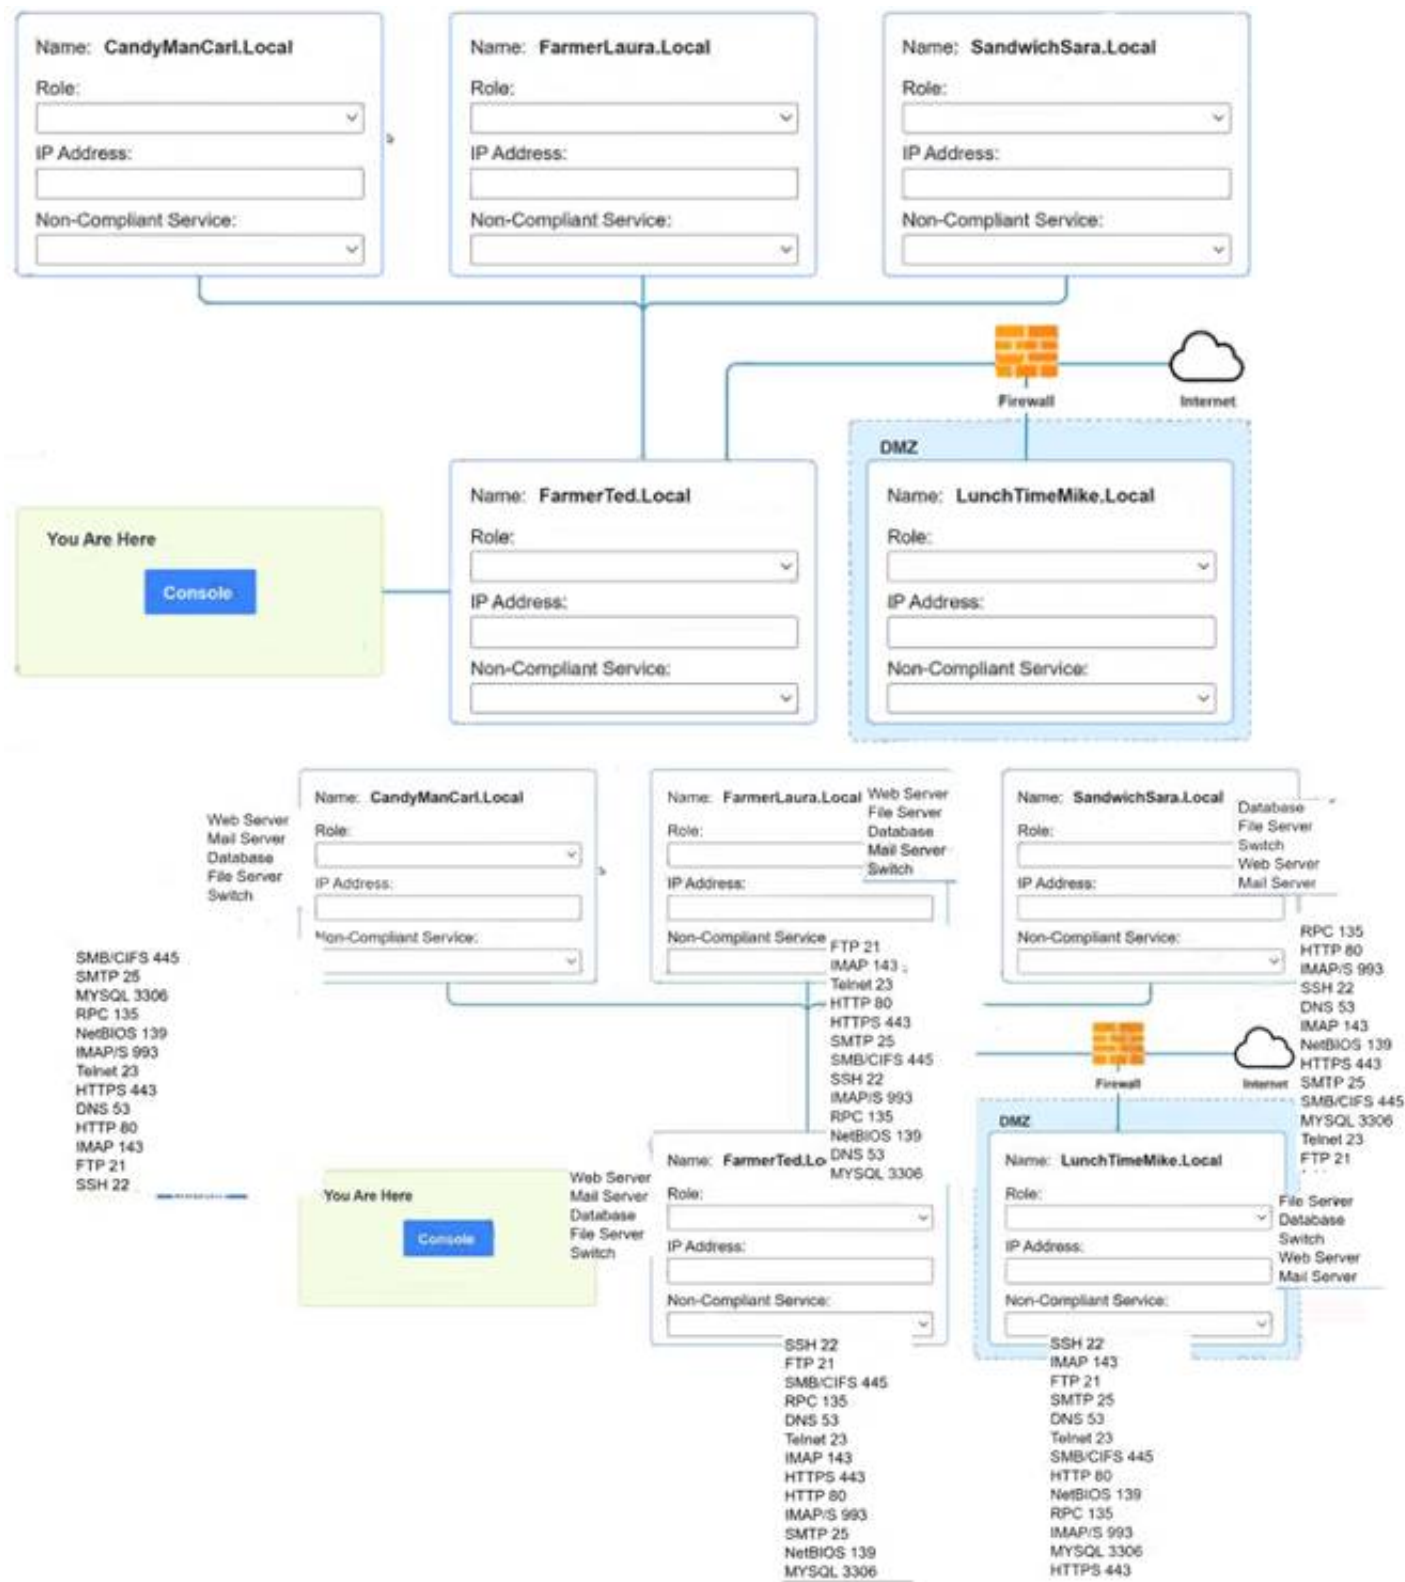 Name: CandyManCarl.Local
Role:
IP Address:
Non-Compliant Service:
Name: FarmerLaura.Local
Role:
IP Address:
Non-Compliant Service:
Name: SandwichSara.Local
Role:
IP Address:
Non-Compliant Service:
Firewall
Internet
You Are Here
Console
Name: FarmerTed.Local
Role:
IP Address:
Non-Compliant Service:
DMZ
Name: LunchTimeMike.Local
Role:
IP Address:
Non-Compliant Service:
Web Server
Mail Server
Database
File Server
Switch
Name: CandyManCarl.Local
Role:
IP Address:
Non-Compliant Service:
SMB/CIFS 445
SMTP 25
MYSQL 3306
RPC 135
NetBIOS 139
IMAP/S 993
Telnet 23
HTTPS 443
DNS 53
HTTP 80
IMAP 143
FTP 21
SSH 22
Name: FarmerLaura.Local
Role:
IP Address:
Non-Compliant Service
Web Server
File Server
Database
Mail Server
Switch
FTP 21
IMAP 143
Telnet 23
HTTP 80
HTTPS 443
SMTP 25
SMB/CIFS 445
SSH 22
IMAP/S 993
RPC 135
NetBIOS 139
DNS 53
MYSQL 3306
Name: SandwichSara.Local
Role:
IP Address:
Non-Compliant Service:
Database
File Server
Switch
Web Server
Mail Server
RPC 135
HTTP 80
IMAP/S 993
SSH 22
DNS 53
IMAP 143
NetBIOS 139
HTTPS 443
SMTP 25
SMB/CIFS 445
MYSQL 3306
Telnet 23
FTP 21
Firewall
Internet
You Are Here
Console
Web Server
Mail Server
Database
File Server
Switch
Name: FarmerTed.Lo
Role:
IP Address:
Non-Compliant Service:
SSH 22
FTP 21
SMB/CIFS 445
RPC 135
DNS 53
Telnet 23
IMAP 143
HTTPS 443
HTTP 80
IMAP/S 993
SMTP 25
NetBIOS 139
MYSQL 3306
DMZ
Name: LunchTimeMike.Local
Role:
IP Address:
Non-Compliant Service:
File Server
Database
Switch
Web Server
Mail Server
SSH 22
IMAP 143
FTP 21
SMTP 25
DNS 53
Telnet 23
SMB/CIFS 445
HTTP 80
NetBIOS 139
RPC 135
IMAP/S 993
MYSQL 3306
HTTPS 443